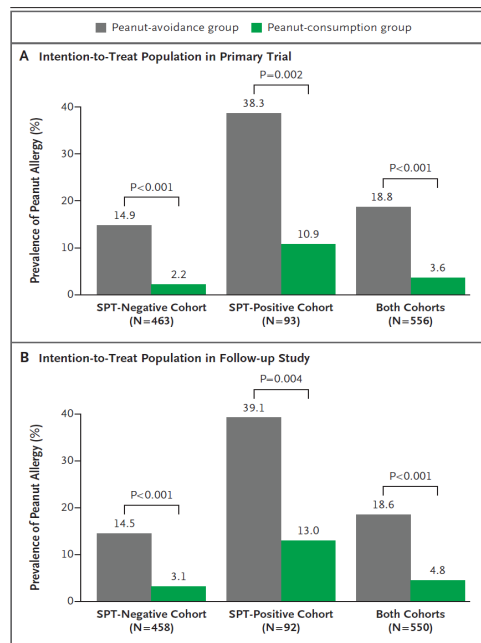 Peanut-avoidance group Peanut-consumption group
A Intention-to-Treat Population in Primary Trial
Prevalence of Peanut Allergy (%)
40
30
20
10
0
P<0.001
14.9
2.2
P=0.002
38.3
10.9
P<0.001
18.8
3.6
SPT-Negative Cohort SPT-Positive Cohort Both Cohorts
(N=463) (N=93) (N=556)
B Intention-to-Treat Population in Follow-up Study
Prevalence of Peanut Allergy (%)
40
30
20
10
0
P<0.001
14.5
3.1
P=0.004
39.1
13.0
P<0.001
18.6
4.8
SPT-Negative Cohort SPT-Positive Cohort Both Cohorts
(N=458) (N=92) (N=550)